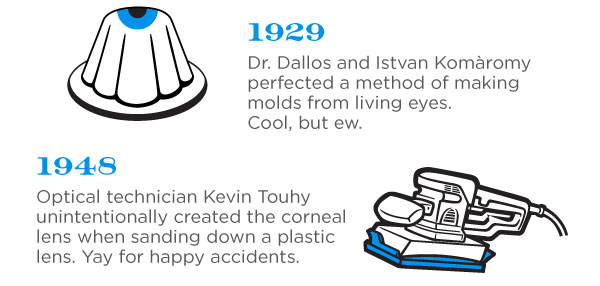 1929
Dr. Dallos and Istvan Komàromy
perfected a method of making
molds from living eyes.
Cool, but ew.
1948
Optical technician Kevin Touhy
unintentionally created the corneal
lens when sanding down a plastic
lens. Yay for happy accidents.